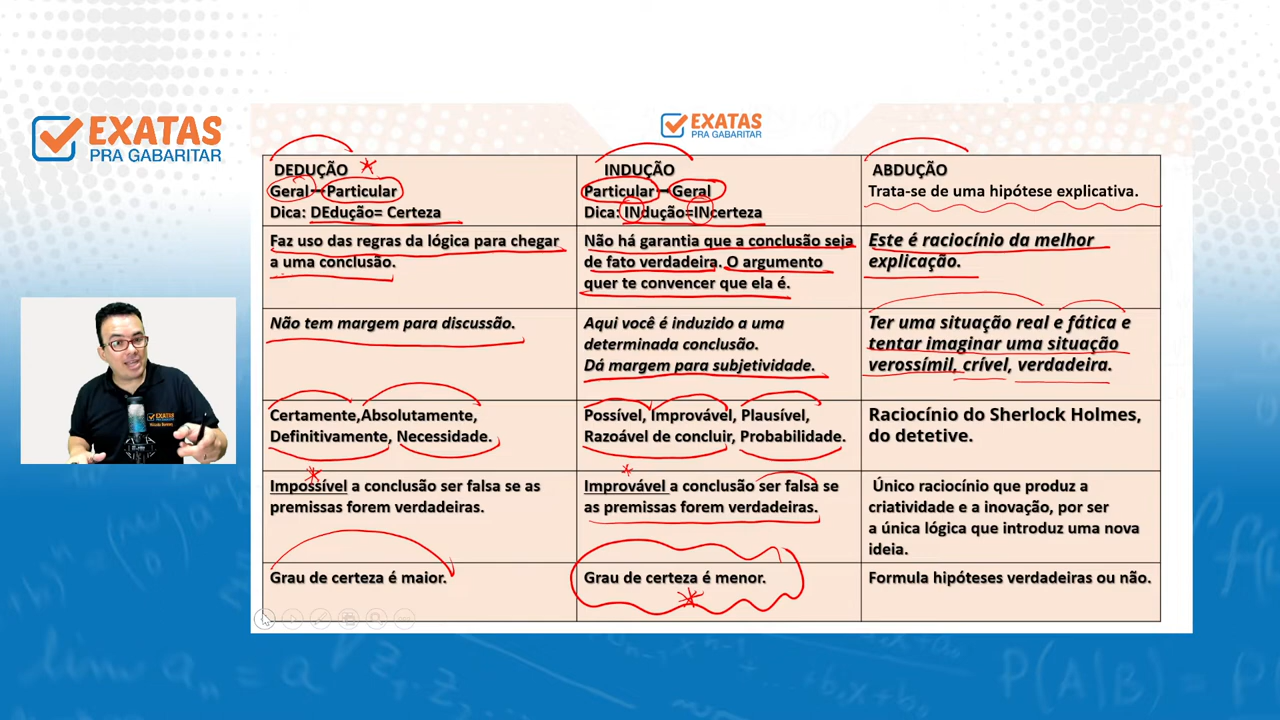 EXATAS
PRA GABARITAR
EXATAS
PRA GABARITAR
DEDUÇÃO
Geral—Particular
Dica: DEdução= Certeza
INDUÇÃO
Particular—Geral
Dica: INdução=INcerteza
ABDUÇÃO
Trata-se de uma hipótese explicativa.
Faz uso das regras da lógica para chegar
a uma conclusão.
Não há garantia que a conclusão seja
de fato verdadeira. O argumento
quer te convencer que ela é.
Este é raciocínio da melhor
explicação.
Não tem margem para discussão.
Aqui você é induzido a uma
determinada conclusão.
Dá margem para subjetividade.
Ter uma situação real e fática e
tentar imaginar uma situação
verossímil, crível, verdadeira.
Certamente,Absolutamente,
Definitivamente, Necessidade.
Possível, Improvável, Plausível,
Razoável de concluir, Probabilidade.
Raciocínio do Sherlock Holmes,
do detetive.
Impossível a conclusão ser falsa se as
premissas forem verdadeiras.
Improvável a conclusão ser falsa se
as premissas forem verdadeiras.
Único raciocínio que produz a
criatividade e a inovação, por ser
a única lógica que introduz uma nova
ideia.
Grau de certeza é maior.
Grau de certeza é menor.
Formula hipóteses verdadeiras ou não.